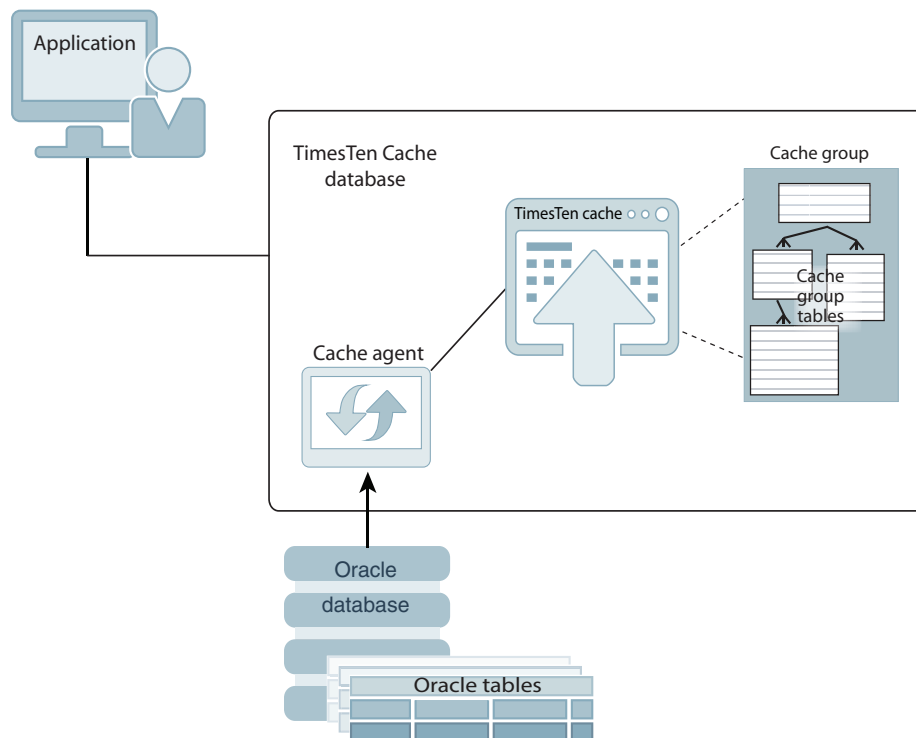 Application
TimesTen Cache
database
Cache group
TimesTen cache
Cache
group
tables
Cache agent
Oracle
database
Oracle tables